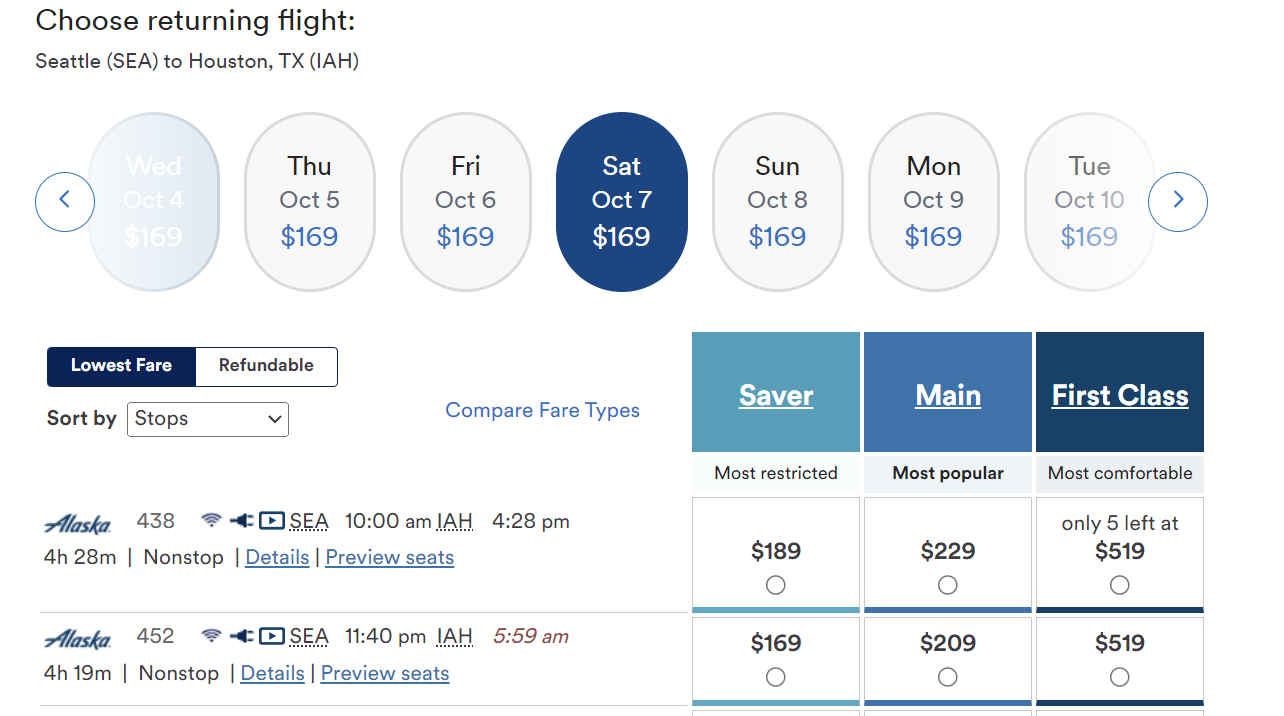 Choose returning flight:
Seattle (SEA) to Houston, TX (IAH)
Wed Thu Fri Sat Sun Mon Tue
Oct 4 Oct 5 Oct 6 Oct 7 Oct 8 Oct 9 Oct 10
$169 $169 $169 $169 $169 $169 $169
Lowest Fare Refundable
Sort by Stops
Compare Fare Types
Saver Main First Class
Most restricted Most popular Most comfortable
Alaska 438 SEA 10:00 am IAH 4:28 pm
4h 28m | Nonstop | Details | Preview seats
only 5 left at
$189 $229 $519
Alaska 452 SEA 11:40 pm IAH 5:59 am
4h 19m | Nonstop | Details | Preview seats
$169 $209 $519